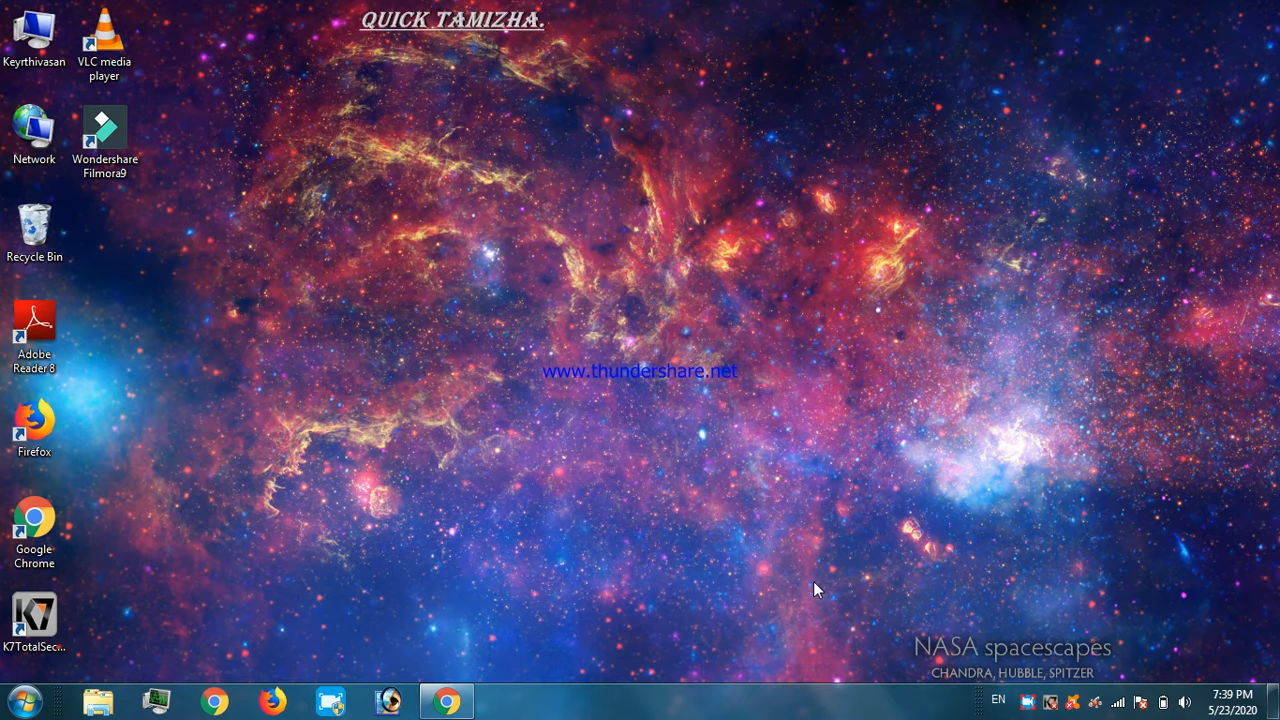 QUICK TAMIZHA.
Keyrthivasan
VLC media
player
Network
Wondershare
Filmora9
Recycle Bin
Adobe
Reader 8
www.thundershare.net
Firefox
Google
Chrome
K7
K7TotalSec...
NASA spacescapes
CHANDRA, HUBBLE, SPITZER
EN
7:39 PM
5/23/2020